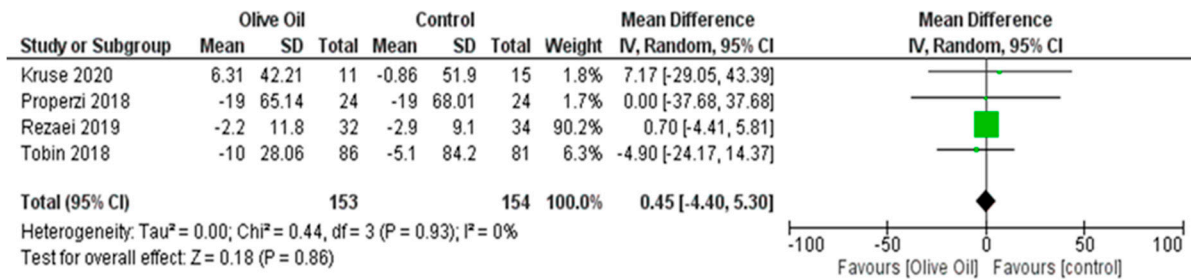 Olive Oil Control Mean Difference Mean Difference
Study or Subgroup Mean SD Total Mean SD Total Weight IV, Random, 95% CI IV, Random, 95% CI
Kruse 2020 6.31 42.21 11 -0.86 51.9 15 1.8% 7.17 [-29.05, 43.39]
Properzi 2018 -19 65.14 24 -19 68.01 24 1.7% 0.00 [-37.68, 37.68]
Rezaei 2019 -2.2 11.8 32 -2.9 9.1 34 90.2% 0.70 [-4.41, 5.81]
Tobin 2018 -10 28.06 86 -5.1 84.2 81 6.3% -4.90 [-24.17, 14.37]
Total (95% CI) 153 154 100.0% 0.45 [-4.40, 5.30]
Heterogeneity: Tau² = 0.00; Chi² = 0.44, df = 3 (P = 0.93); I² = 0%
Test for overall effect: Z = 0.18 (P = 0.86)
-100 -50 0 50 100
Favours [Olive Oil] Favours [control]